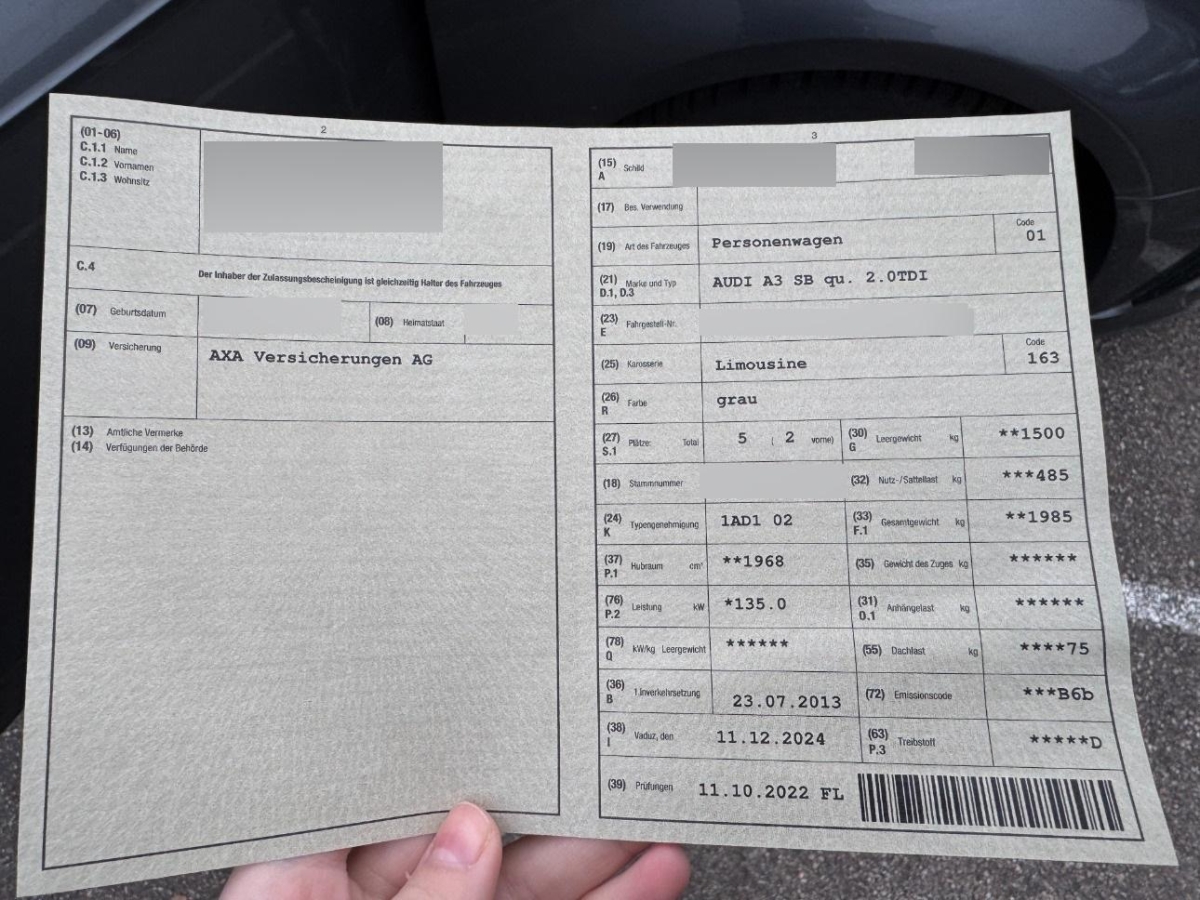 2
(01-06)
C.1.1 Name
C.1.2 Vornamen
C.1.3 Wohnsitz
C.4
Der Inhaber der Zulassungsbescheinigung ist gleichzeitig Halter des Fahrzeuges
(07) Geburtsdatum
(08) Heimatstaat
(09) Versicherung AXA Versicherungen AG
(13) Amtliche Vermerke
(14) Verfügungen der Behörde
3
(15) A Schild
(17) Bes. Verwendung
(19) Art des Fahrzeuges Personenwagen Code 01
(21) D.1, D.3 Marke und Typ AUDI A3 SB qu. 2.0TDI
(23) E Fahrgestell-Nr.
(25) Karosserie Limousine Code 163
(26) R Farbe grau
(27) S.1 Plätze: Total 5 ( 2 vorne) (30) G Leergewicht kg **1500
(18) Stammnummer (32) Nutz-/Sattellast kg ***485
(24) K Typengenehmigung 1AD1 02 (33) F.1 Gesamtgewicht kg **1985
(37) P.1 Hubraum cm³ **1968 (35) Gewicht des Zuges kg ******
(76) P.2 Leistung kW *135.0 (31) O.1 Anhängelast kg ******
(78) Q kW/kg Leergewicht ****** (55) Dachlast kg ****75
(36) B 1.Inverkehrsetzung 23.07.2013 (72) Emissionscode ***B6b
(38) I Vaduz, den 11.12.2024 (63) P.3 Treibstoff *****D
(39) Prüfungen 11.10.2022 FL